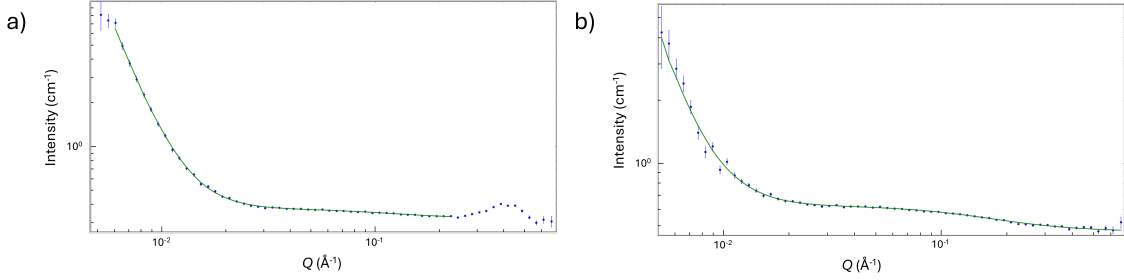 a)
Intensity (cm⁻¹)
10⁰
10⁻² 10⁻¹
Q (Å⁻¹)
b)
Intensity (cm⁻¹)
10⁰
10⁻² 10⁻¹
Q (Å⁻¹)